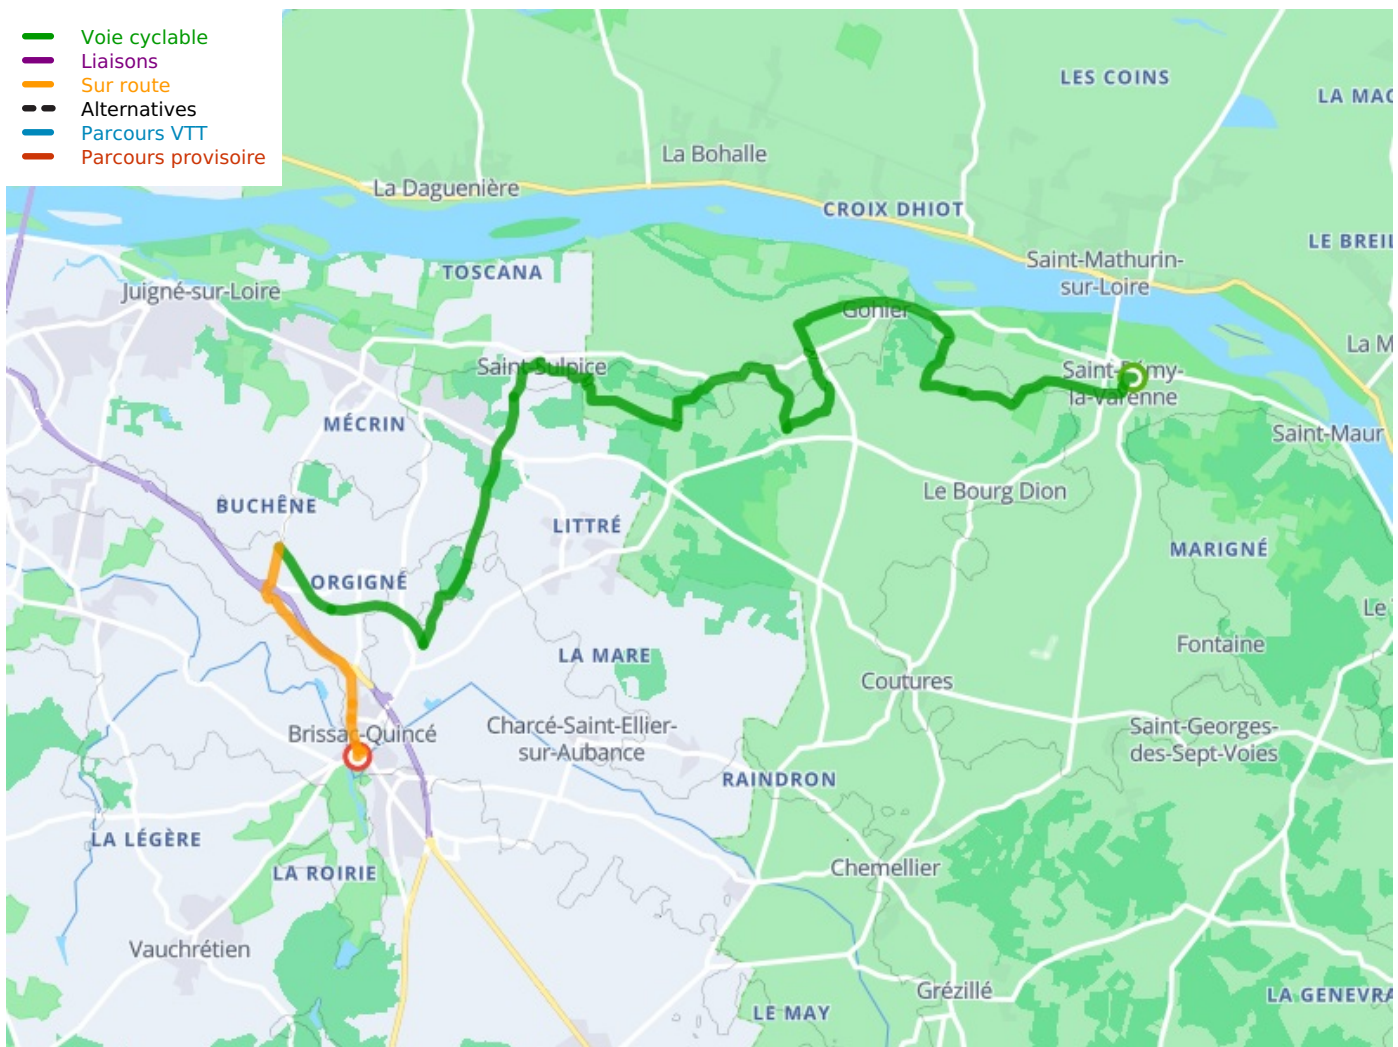 Voie cyclable
Liaisons
Sur route
Alternatives
Parcours VTT
Parcours provisoire
LES COINS
LA MAC
La Bohalle
La Daguenière
CROIX DHIOT
LE BREIL
TOSCANA
Saint-Mathurin-
sur-Loire
Juigné-sur-Loire
Gohier
La M
Saint-Sulpice
Saint-Rémy-
la-Varenne
MÉCRIN
Saint-Maur
Le Bourg Dion
BUCHÊNE
LITTRÉ
MARIGNÉ
ORGIGNÉ
Le
Fontaine
LA MARE
Coutures
Brissac-Quincé
Charcé-Saint-Ellier-
sur-Aubance
Saint-Georges-
des-Sept-Voies
RAINDRON
LA LÉGÈRE
LA ROIRIE
Chemellier
Vauchrétien
Grézillé
LA GENEVRA
LE MAY